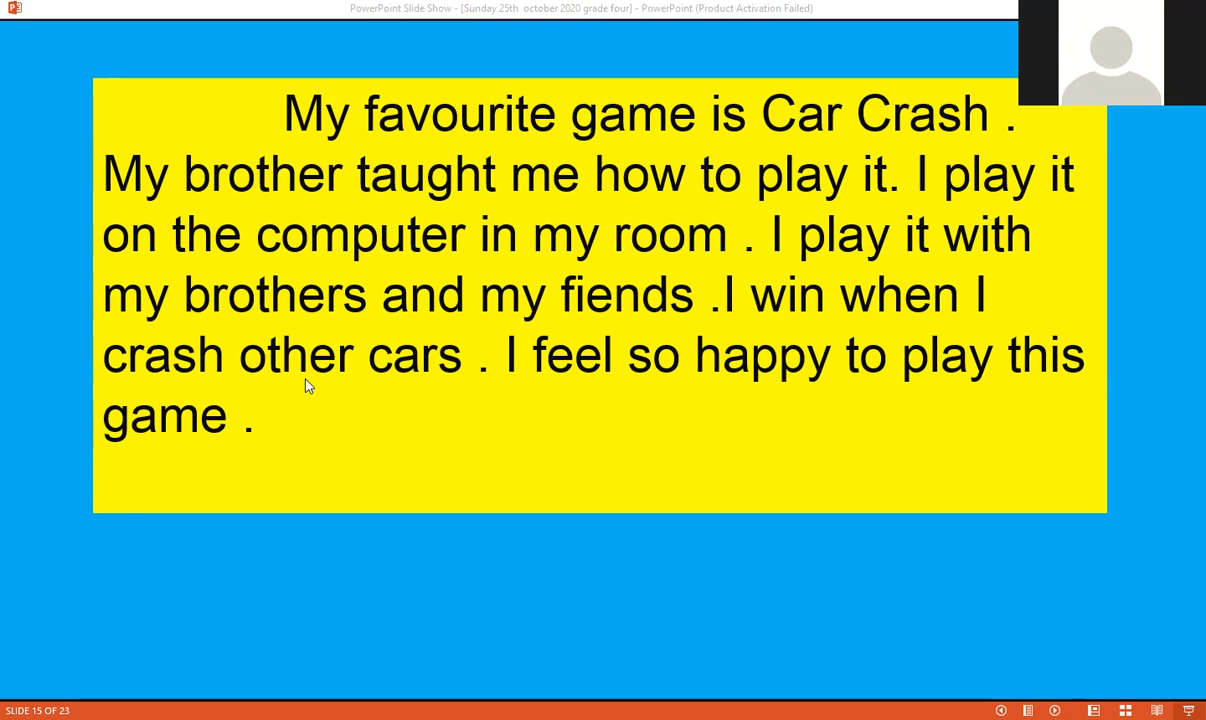 PowerPoint Slide Show - [Sunday 25th  october 2020 grade four] - PowerPoint (Product Activation Failed)
My favourite game is Car Crash .
My brother taught me how to play it. I play it
on the computer in my room . I play it with
my brothers and my fiends .I win when I
crash other cars . I feel so happy to play this
game .
SLIDE 15 OF 23